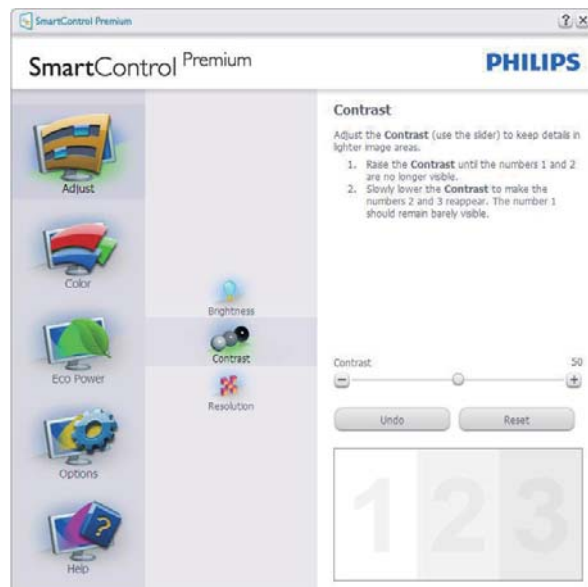 SmartControl Premium
SmartControl Premium
PHILIPS
Adjust
Color
Eco Power
Options
Help
Brightness
Contrast
Resolution
Contrast
Adjust the Contrast (use the slider) to keep details in
lighter image areas.
1. Raise the Contrast until the numbers 1 and 2
are no longer visible.
2. Slowly lower the Contrast to make the
numbers 2 and 3 reappear. The number 1
should remain barely visible.
Contrast 50
Undo Reset
1 2 3